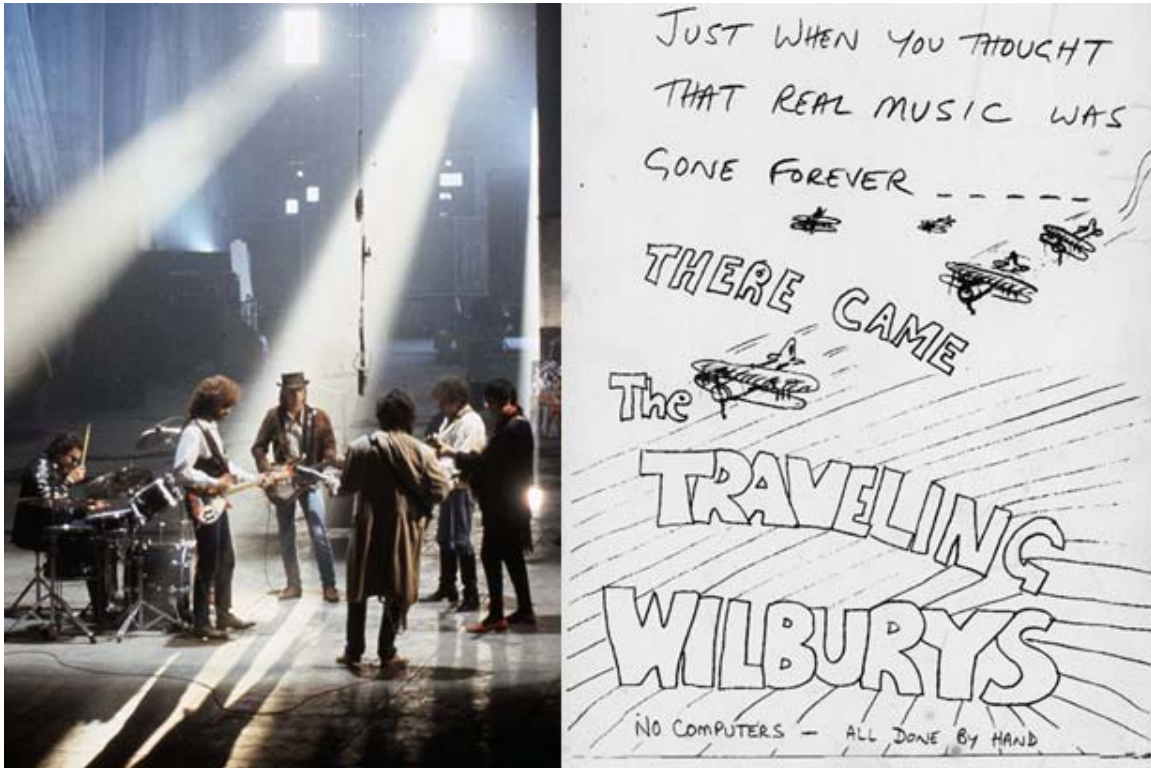 JUST WHEN YOU THOUGHT
THAT REAL MUSIC WAS
GONE FOREVER _ _ _ _ _
THERE CAME
The
TRAVELING
WILBURYS
NO COMPUTERS – ALL DONE BY HAND